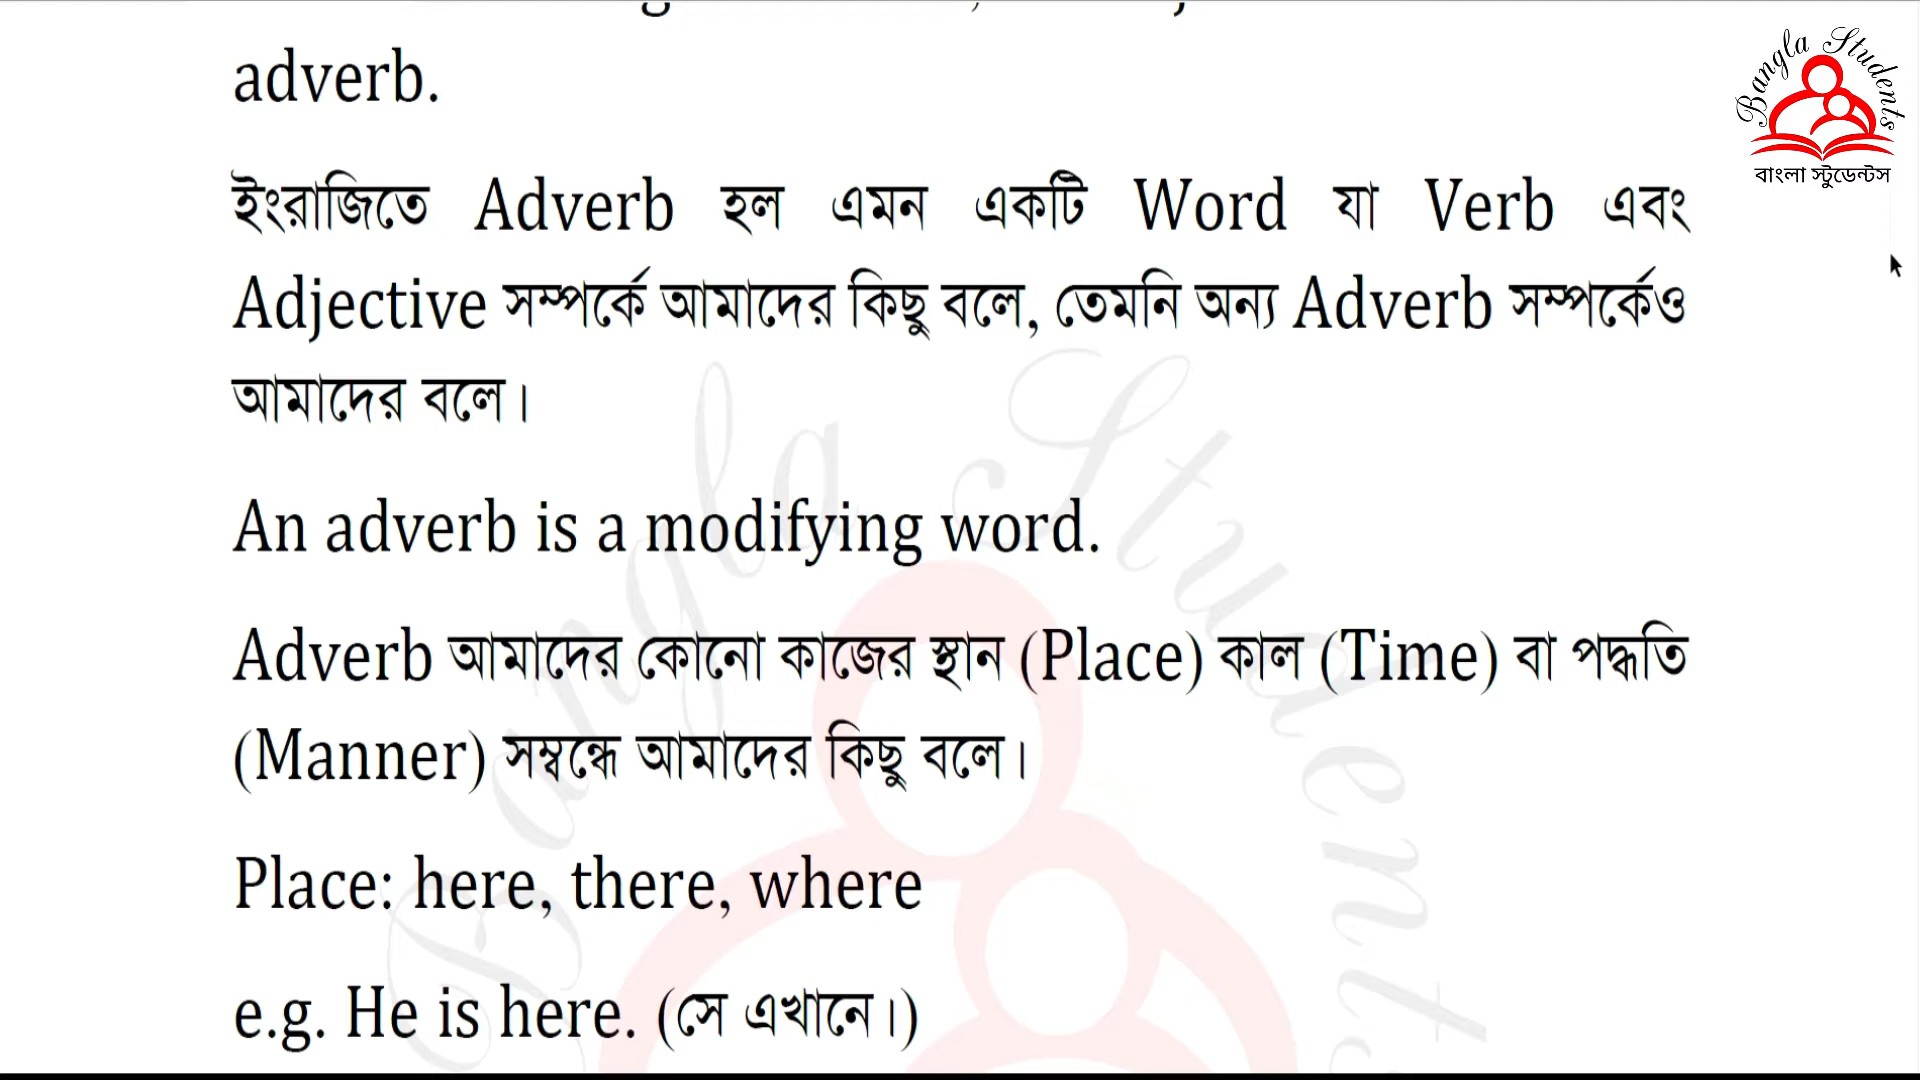 adverb.
ইংরাজিতে Adverb হল এমন একটি Word যা Verb এবং
Adjective সম্পর্কে আমাদের কিছু বলে, তেমনি অন্য Adverb সম্পর্কেও
আমাদের বলে।
An adverb is a modifying word.
Adverb আমাদের কোনো কাজের স্থান (Place) কাল (Time) বা পদ্ধতি
(Manner) সম্বন্ধে আমাদের কিছু বলে।
Place: here, there, where
e.g. He is here. (সে এখানে।)
Bangla Students
বাংলা স্টুডেন্টস
Bangla Students